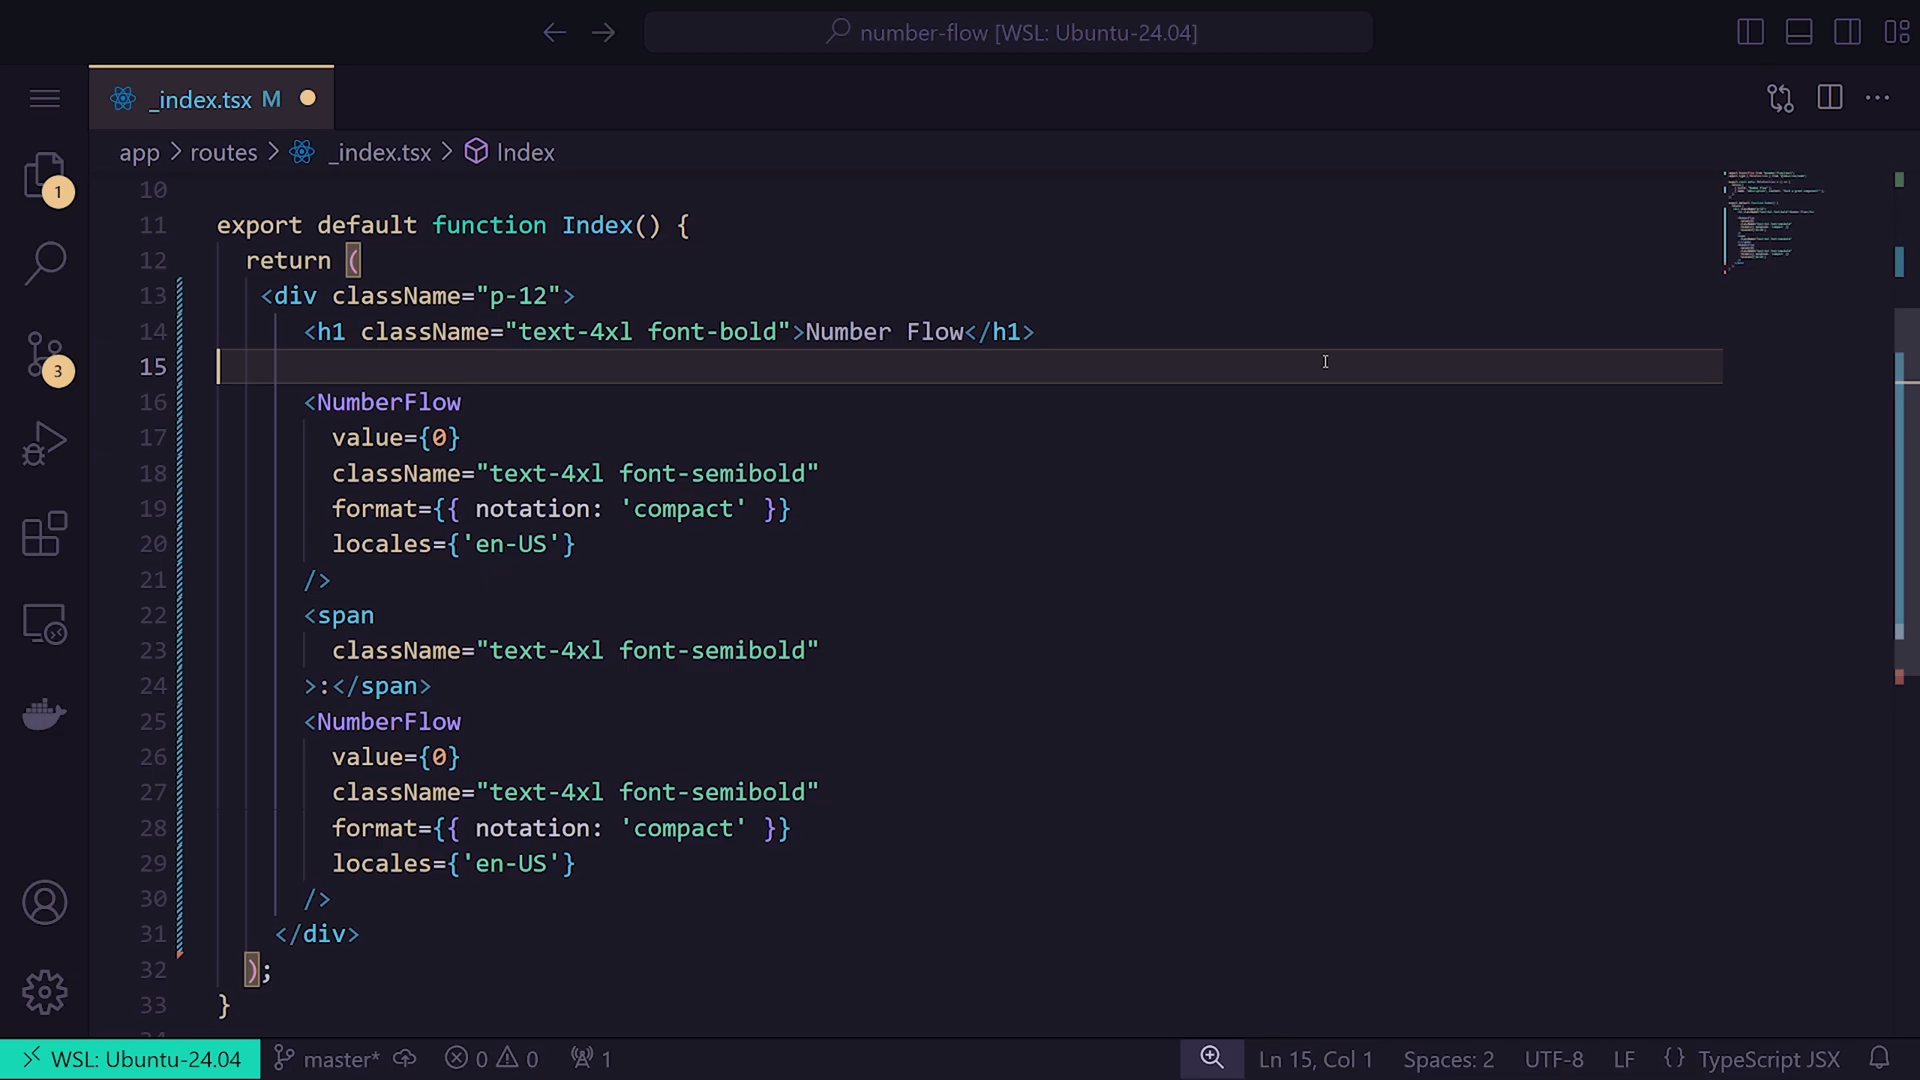 number-flow [WSL: Ubuntu-24.04]
_index.tsx M
app > routes > _index.tsx > Index
1
3
10
11 export default function Index() {
12 return (
13 <div className="p-12">
14 <h1 className="text-4xl font-bold">Number Flow</h1>
15
16 <NumberFlow
17 value={0}
18 className="text-4xl font-semibold"
19 format={{ notation: 'compact' }}
20 locales={'en-US'}
21 />
22 <span
23 className="text-4xl font-semibold"
24 >:</span>
25 <NumberFlow
26 value={0}
27 className="text-4xl font-semibold"
28 format={{ notation: 'compact' }}
29 locales={'en-US'}
30 />
31 </div>
32 );
33 }
WSL: Ubuntu-24.04 master* 0 0 1 Ln 15, Col 1 Spaces: 2 UTF-8 LF {} TypeScript JSX